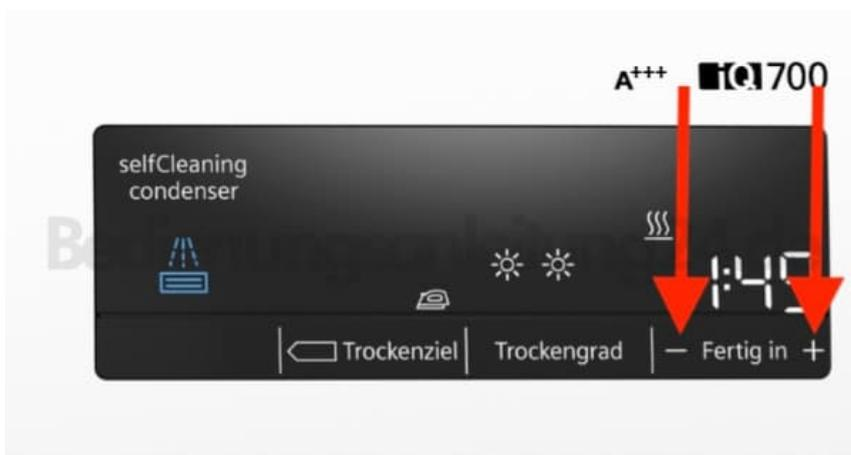 A+++ iQ700
selfCleaning
condenser
1:45
Trockenziel Trockengrad − Fertig in +